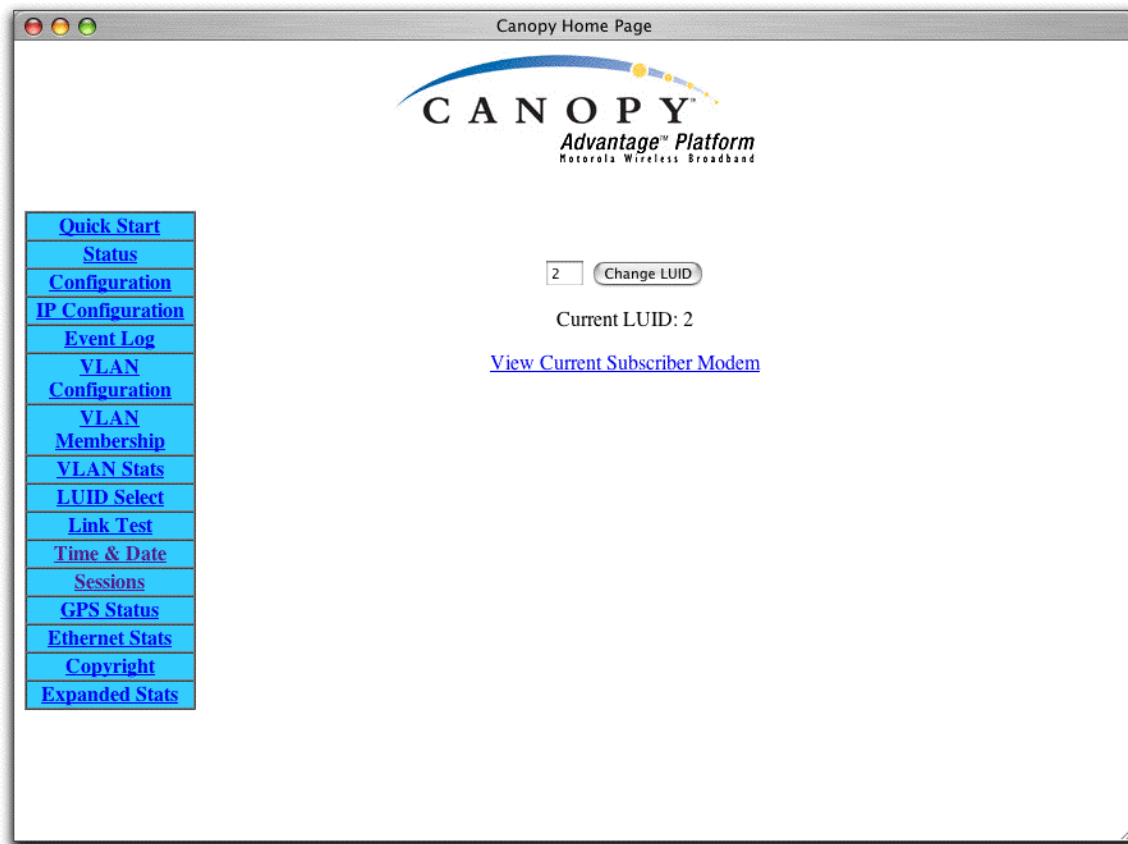 Canopy Home Page
CANOPY™
Advantage™ Platform
Motorola Wireless Broadband
Quick Start
Status
Configuration
IP Configuration
Event Log
VLAN
Configuration
VLAN
Membership
VLAN Stats
LUID Select
Link Test
Time & Date
Sessions
GPS Status
Ethernet Stats
Copyright
Expanded Stats
2 Change LUID
Current LUID: 2
View Current Subscriber Modem